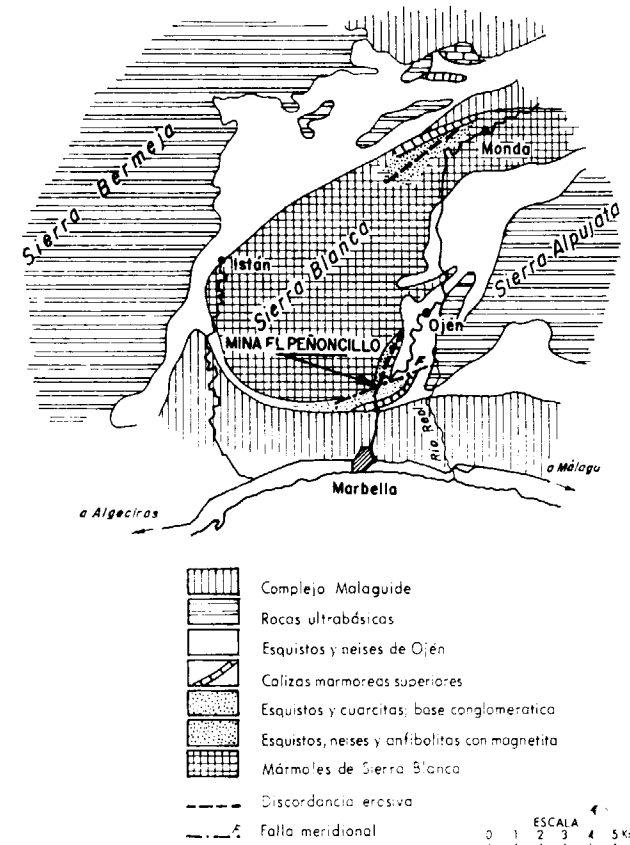 Sierra Bermeja
Monda
Sierra Blanca
Istán
Sierra Alpujata
Ojén
MINA EL PEÑONCILLO
F
Rio Real
Marbella
a Málagu
a Algeciras
Complejo Malaguide
Rocas ultrabásicas
Esquistos y neises de Ojén
Calizas marmoreas superiores
Esquistos y cuarcitas; base conglomeratica
Esquistos, neises y anfibolitas con magnetita
Mármoles de Sierra Blanca
Discordancia erosiva
F Falla meridional
ESCALA
0 1 2 3 4 5 K